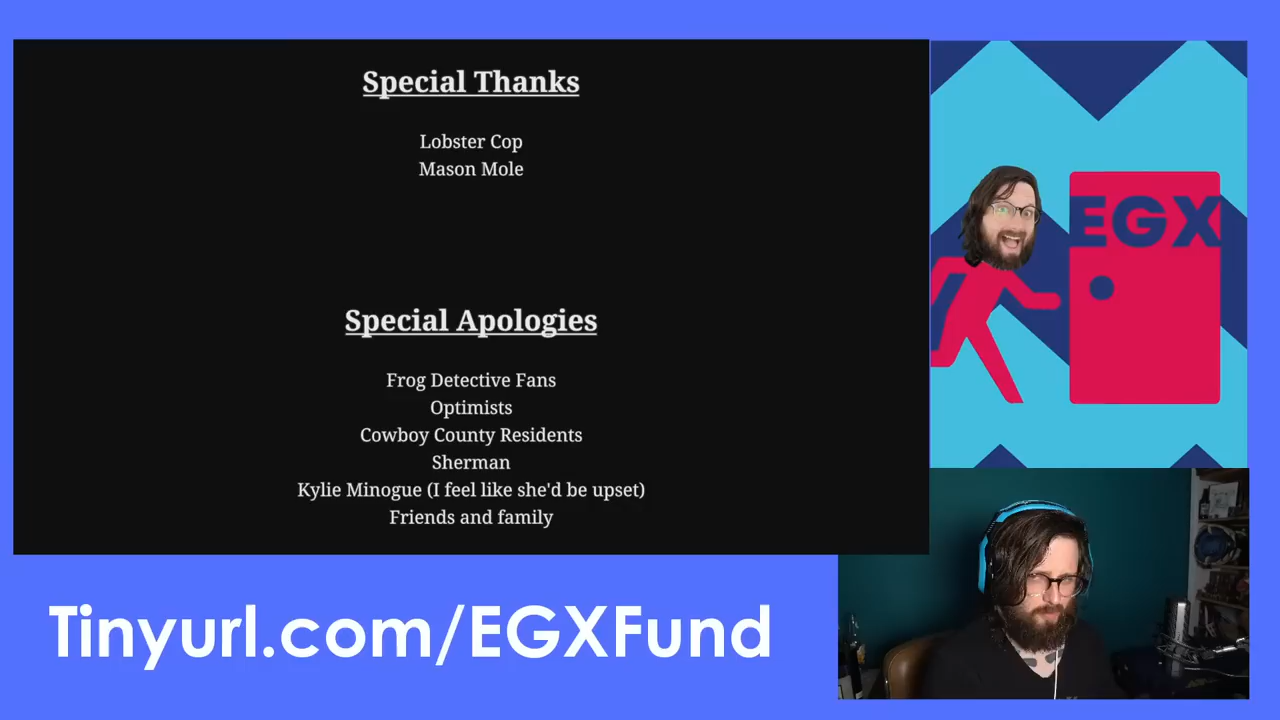 Special Thanks
Lobster Cop
Mason Mole
Special Apologies
Frog Detective Fans
Optimists
Cowboy County Residents
Sherman
Kylie Minogue (I feel like she'd be upset)
Friends and family
EGX
Tinyurl.com/EGXFund